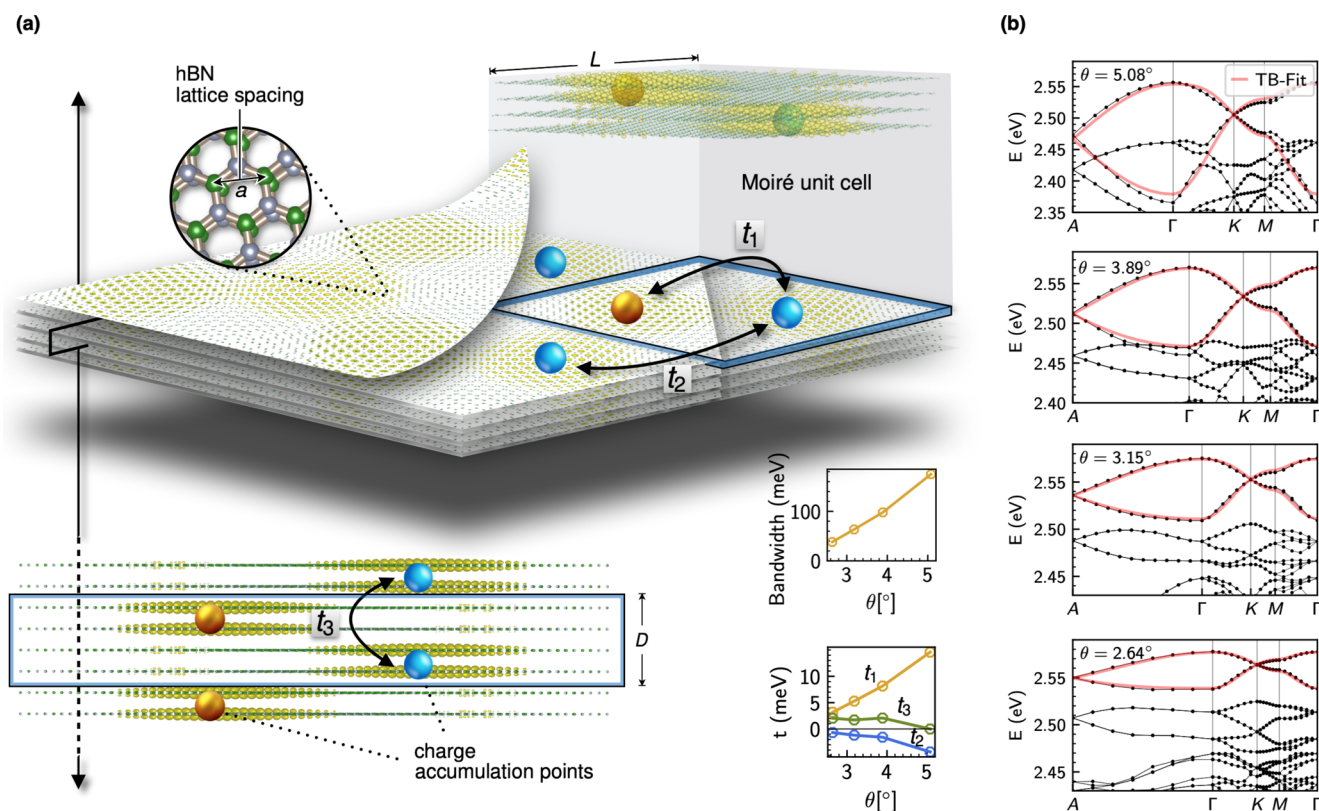 (a)
hBN
lattice spacing
a
L
Moiré unit cell
t1
t2
t3
D
charge
accumulation points
Bandwidth (meV)
100
0
3 4 5
θ[°]
t (meV)
10
5
0
t1
t3
t2
3 4 5
θ[°]
(b)
θ = 5.08°
TB-Fit
E (eV)
2.55
2.50
2.45
2.40
2.35
A Γ K M Γ
θ = 3.89°
E (eV)
2.55
2.50
2.45
2.40
A Γ K M Γ
θ = 3.15°
E (eV)
2.55
2.50
2.45
A Γ K M Γ
θ = 2.64°
E (eV)
2.55
2.50
2.45
A Γ K M Γ